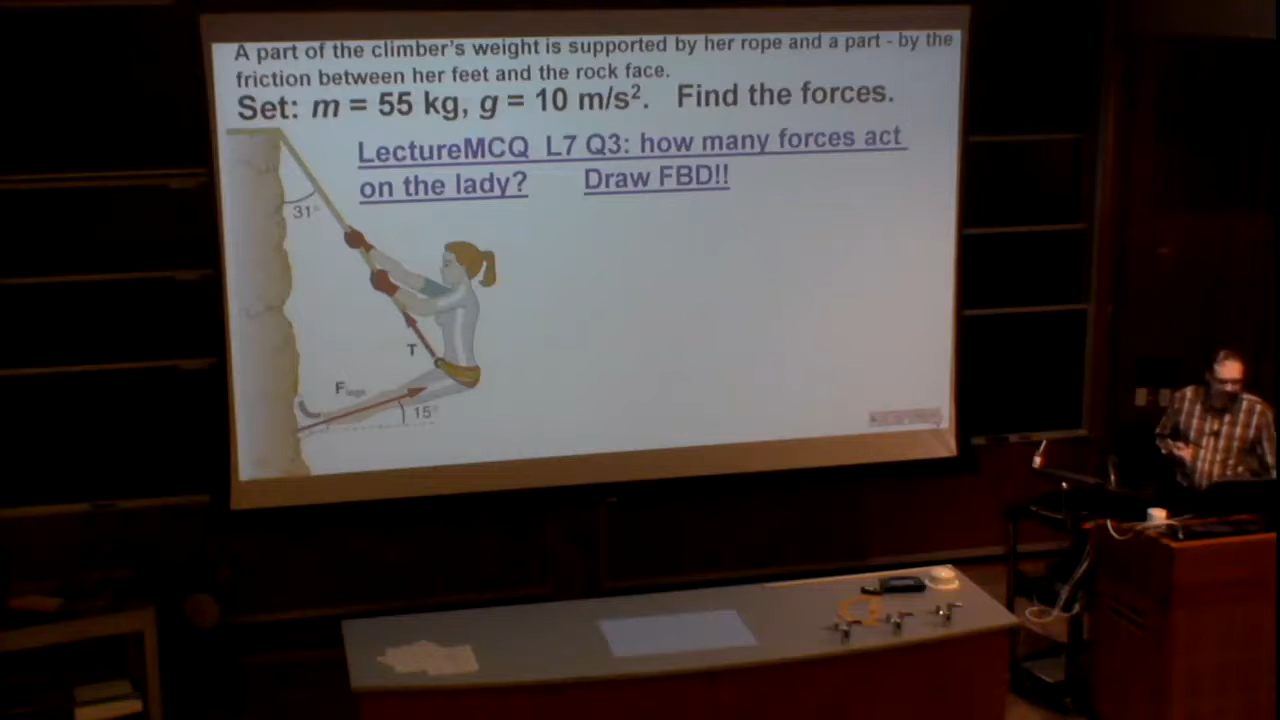 A part of the climber's weight is supported by her rope and a part - by the
friction between her feet and the rock face.
Set: m = 55 kg, g = 10 m/s². Find the forces.
LectureMCQ L7 Q3: how many forces act
on the lady? Draw FBD!!
31°
T
F legs
15°